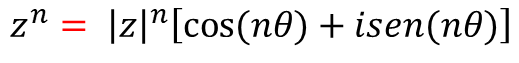 zⁿ = |z|ⁿ[cos(nθ) + isen(nθ)]